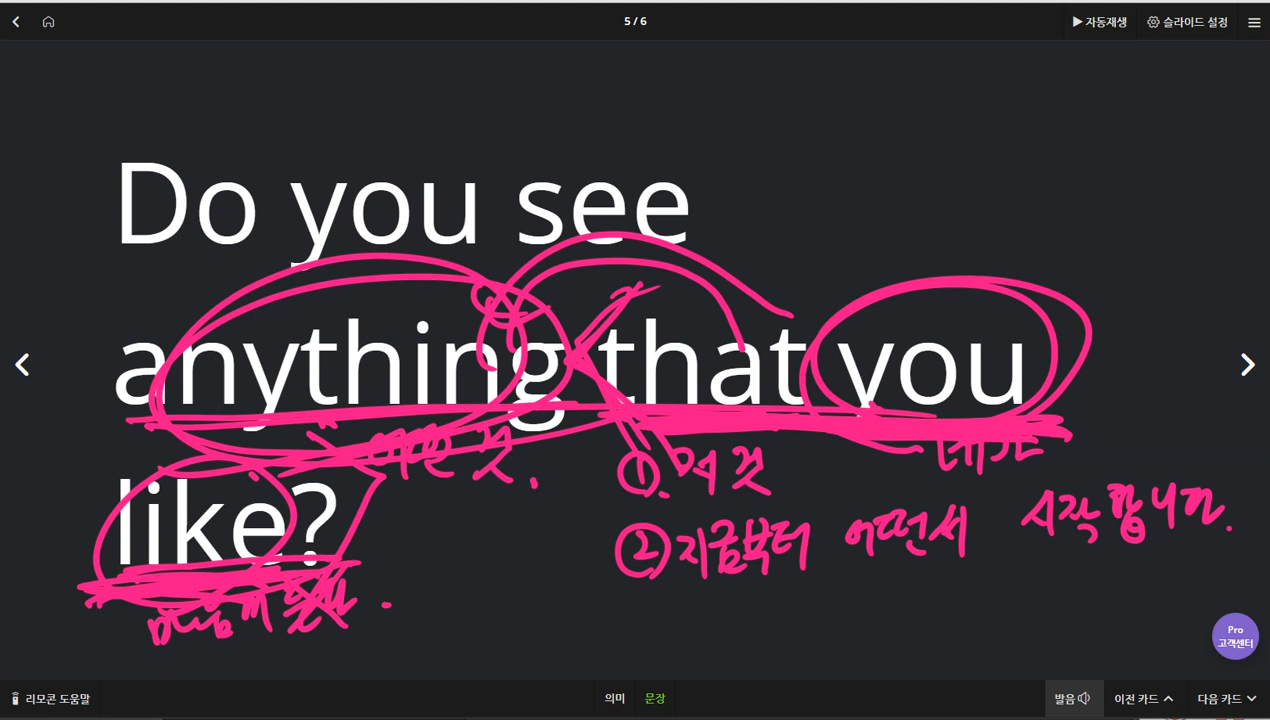 5 / 6
자동재생
슬라이드 설정
Do you see
anything that you
어떤 것.
네가
① 저 것
like?
② 지금부터 어떤 시작합니다.
마음에
Pro
고객센터
리모콘 도움말
의미
문장
발음
이전 카드
다음 카드